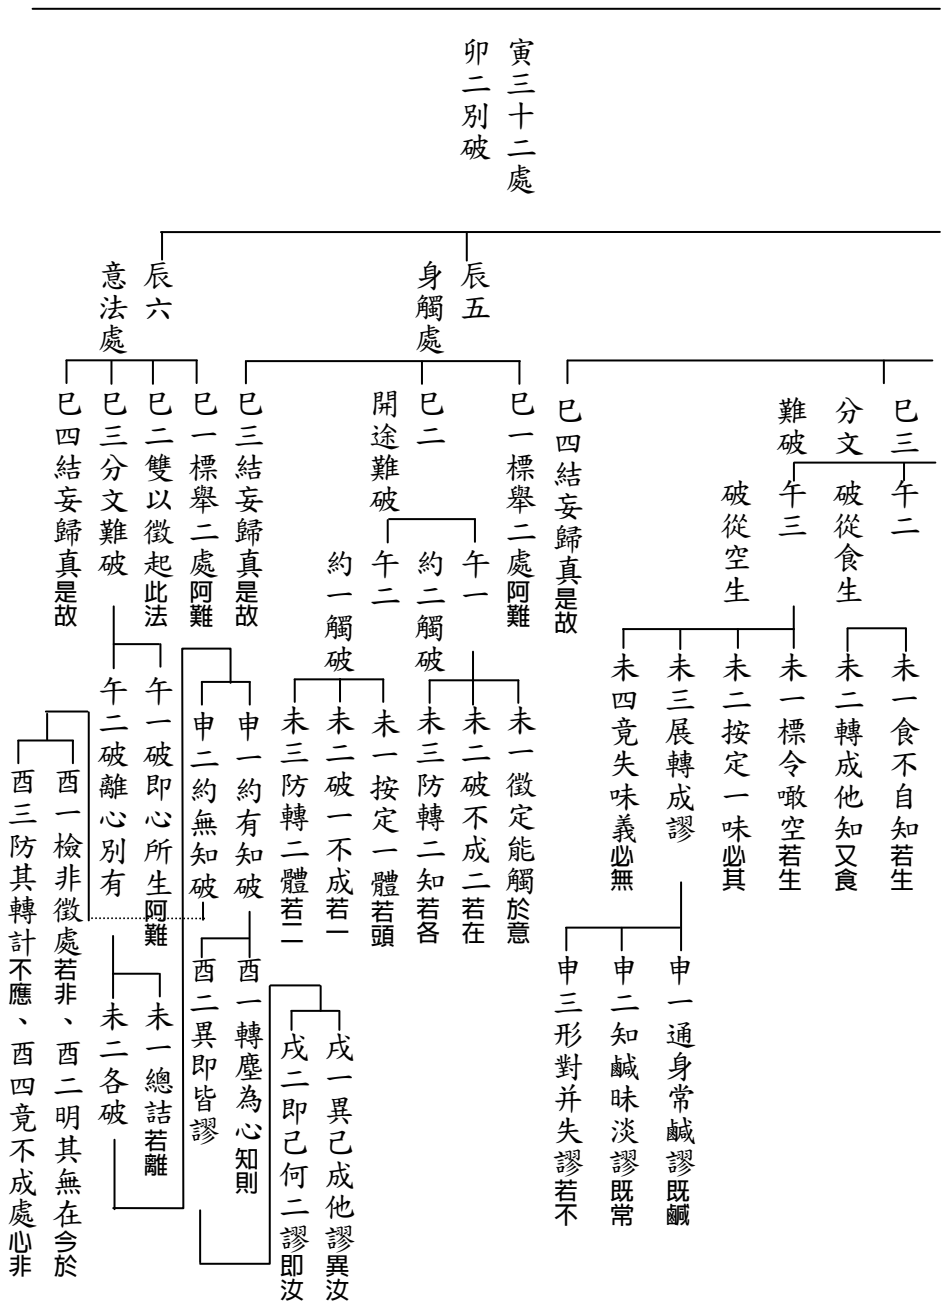 寅三十二處
卯二別破
巳三
分文
難破
午二
破從食生
未一食不自知若生
未二轉成他知又食
午三
破從空生
未一標令噉空若生
未二按定一味必其
未三展轉成謬
申一通身常鹹謬既鹹
申二知鹹昧淡謬既常
申三形對并失謬若不
未四竟失味義必無
巳四結妄歸真是故
辰五
身觸處
巳一標舉二處阿難
巳二
開途難破
午一
約二觸破
未一徵定能觸於意
未二破不成二若在
未三防轉二知若各
午二
約一觸破
未一按定一體若頭
未二破一不成若一
未三防轉二體若二
巳三結妄歸真是故
辰六
意法處
巳一標舉二處阿難
巳二雙以徵起此法
巳三分文難破
午一破即心所生阿難
午二破離心別有
未一總詰若離
未二各破
申一約有知破
酉一轉塵為心知則
酉二異即皆謬
戌一異己成他謬異汝
戌二即己何二謬即汝
申二約無知破
酉一檢非徵處若非、酉二明其無在今於
酉三防其轉計不應、酉四竟不成處心非
巳四結妄歸真是故